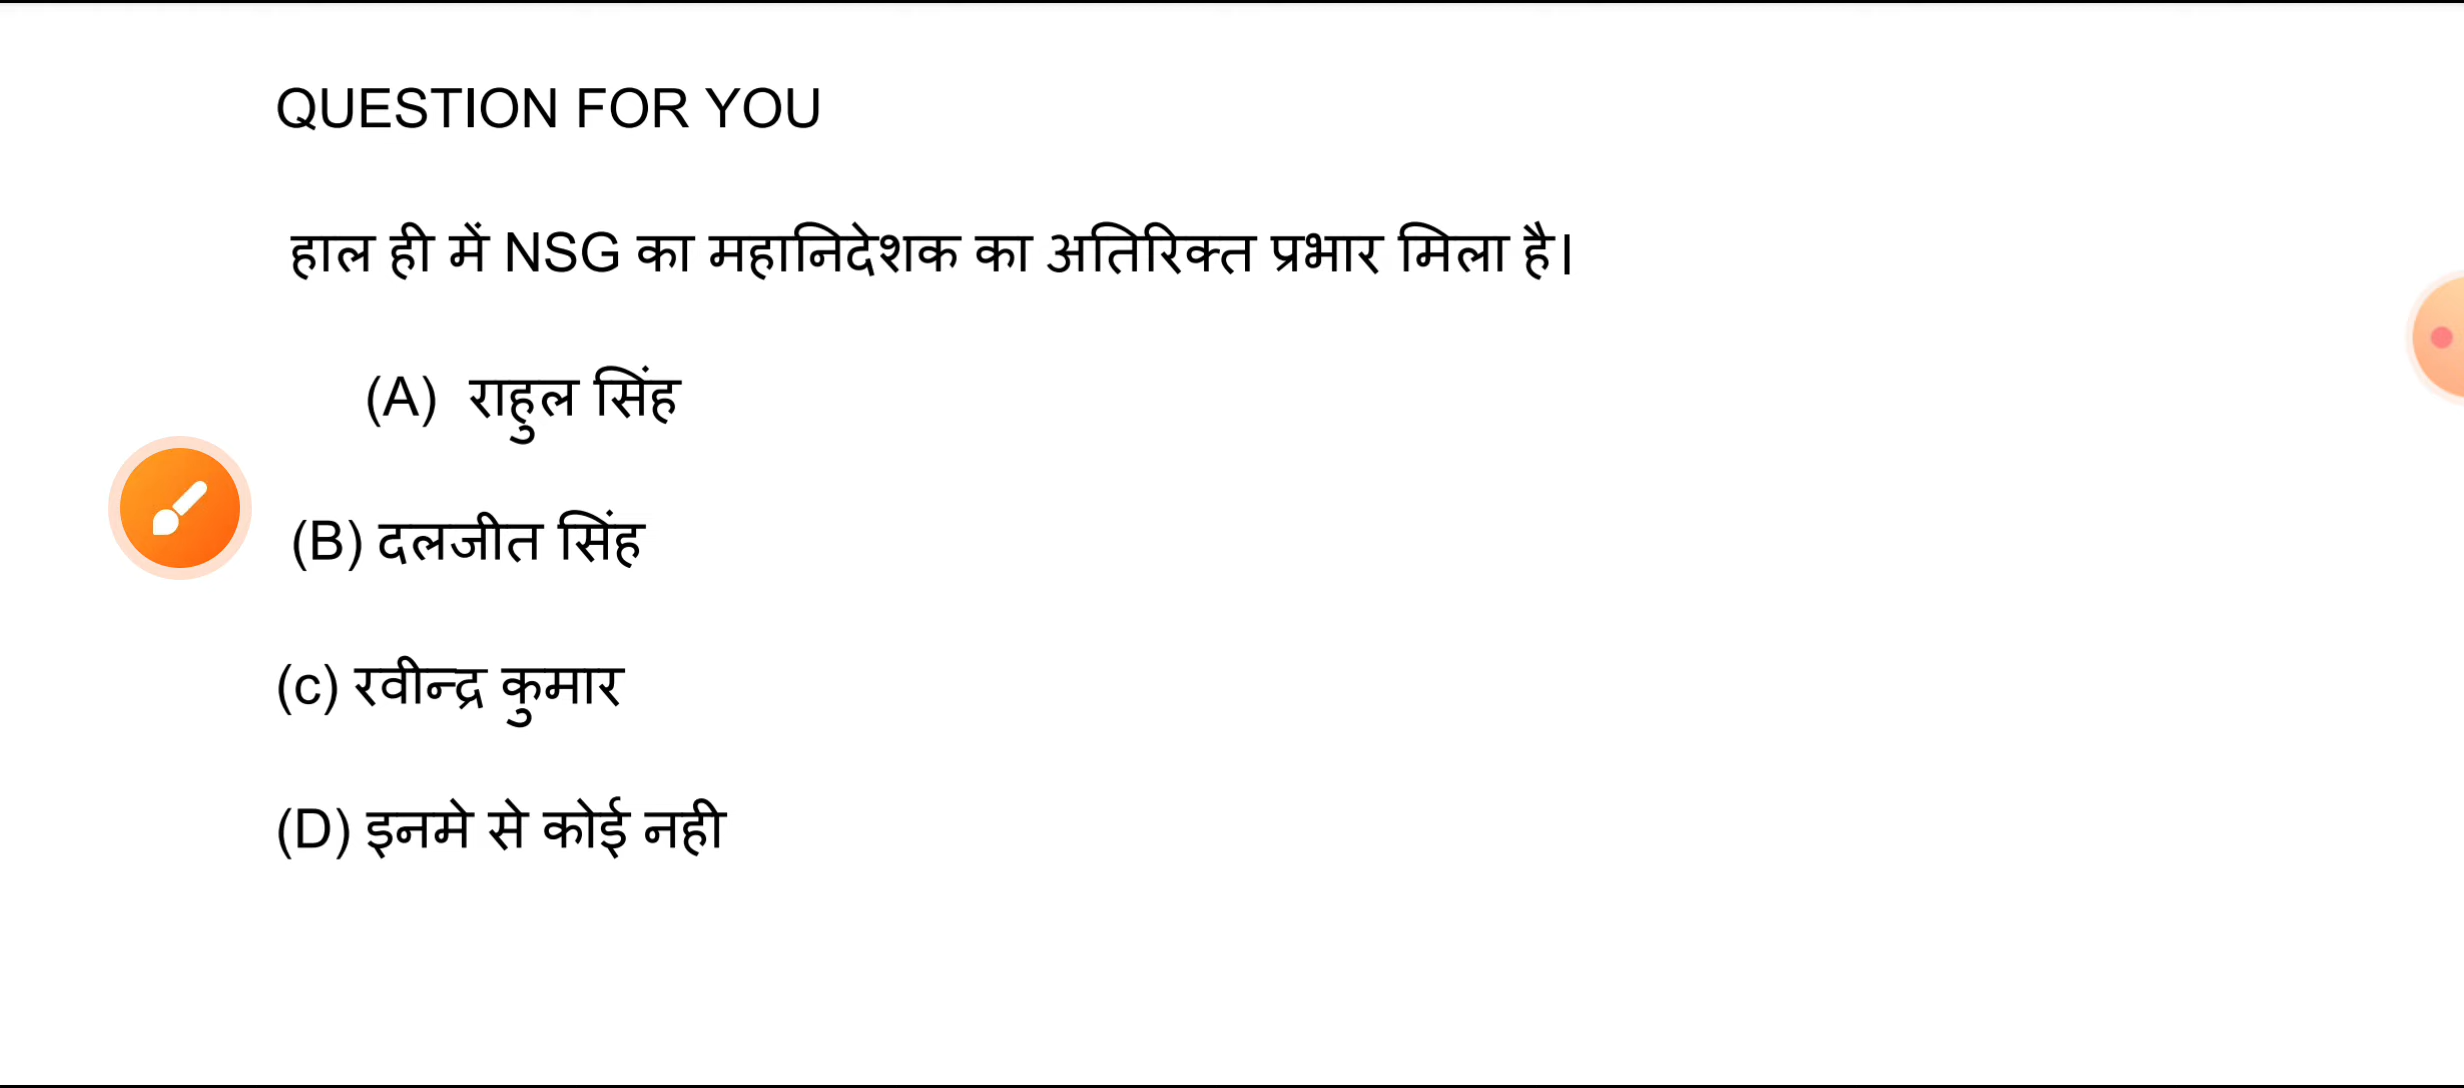 QUESTION FOR YOU
हाल ही में NSG का महानिदेशक का अतिरिक्त प्रभार मिला है।
(A) राहुल सिंह
(B) दलजीत सिंह
(c) रवीन्द्र कुमार
(D) इनमे से कोई नही